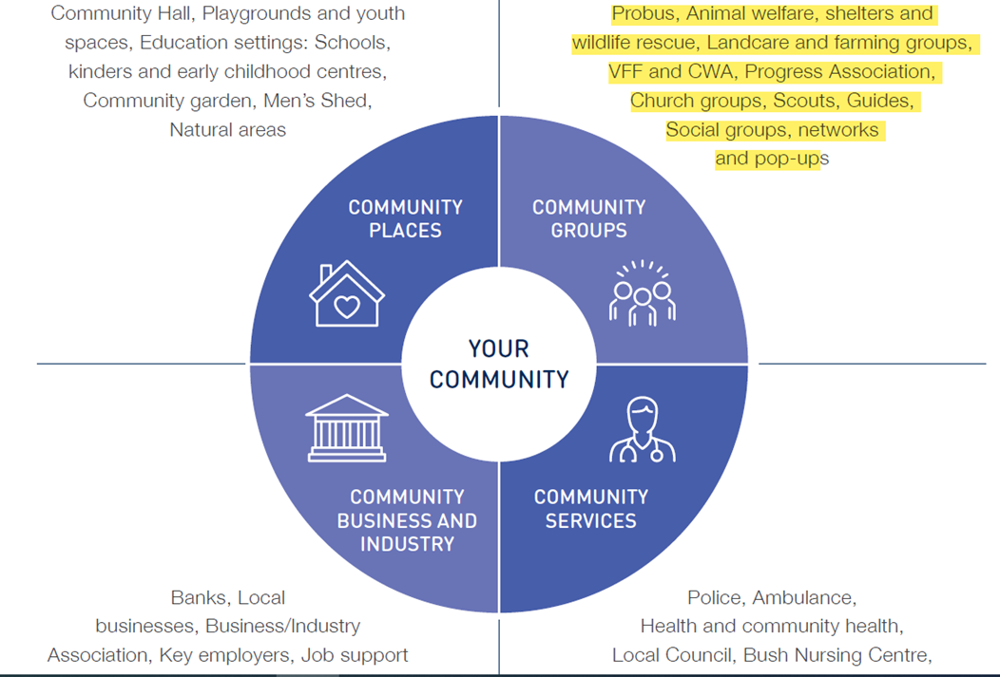 Community Hall, Playgrounds and youth
spaces, Education settings: Schools,
kinders and early childhood centres,
Community garden, Men’s Shed,
Natural areas
Probus, Animal welfare, shelters and
wildlife rescue, Landcare and farming groups,
VFF and CWA, Progress Association,
Church groups, Scouts, Guides,
Social groups, networks
and pop-ups
COMMUNITY
PLACES
COMMUNITY
GROUPS
YOUR
COMMUNITY
COMMUNITY
BUSINESS AND
INDUSTRY
COMMUNITY
SERVICES
Banks, Local
businesses, Business/Industry
Association, Key employers, Job support
Police, Ambulance,
Health and community health,
Local Council, Bush Nursing Centre,